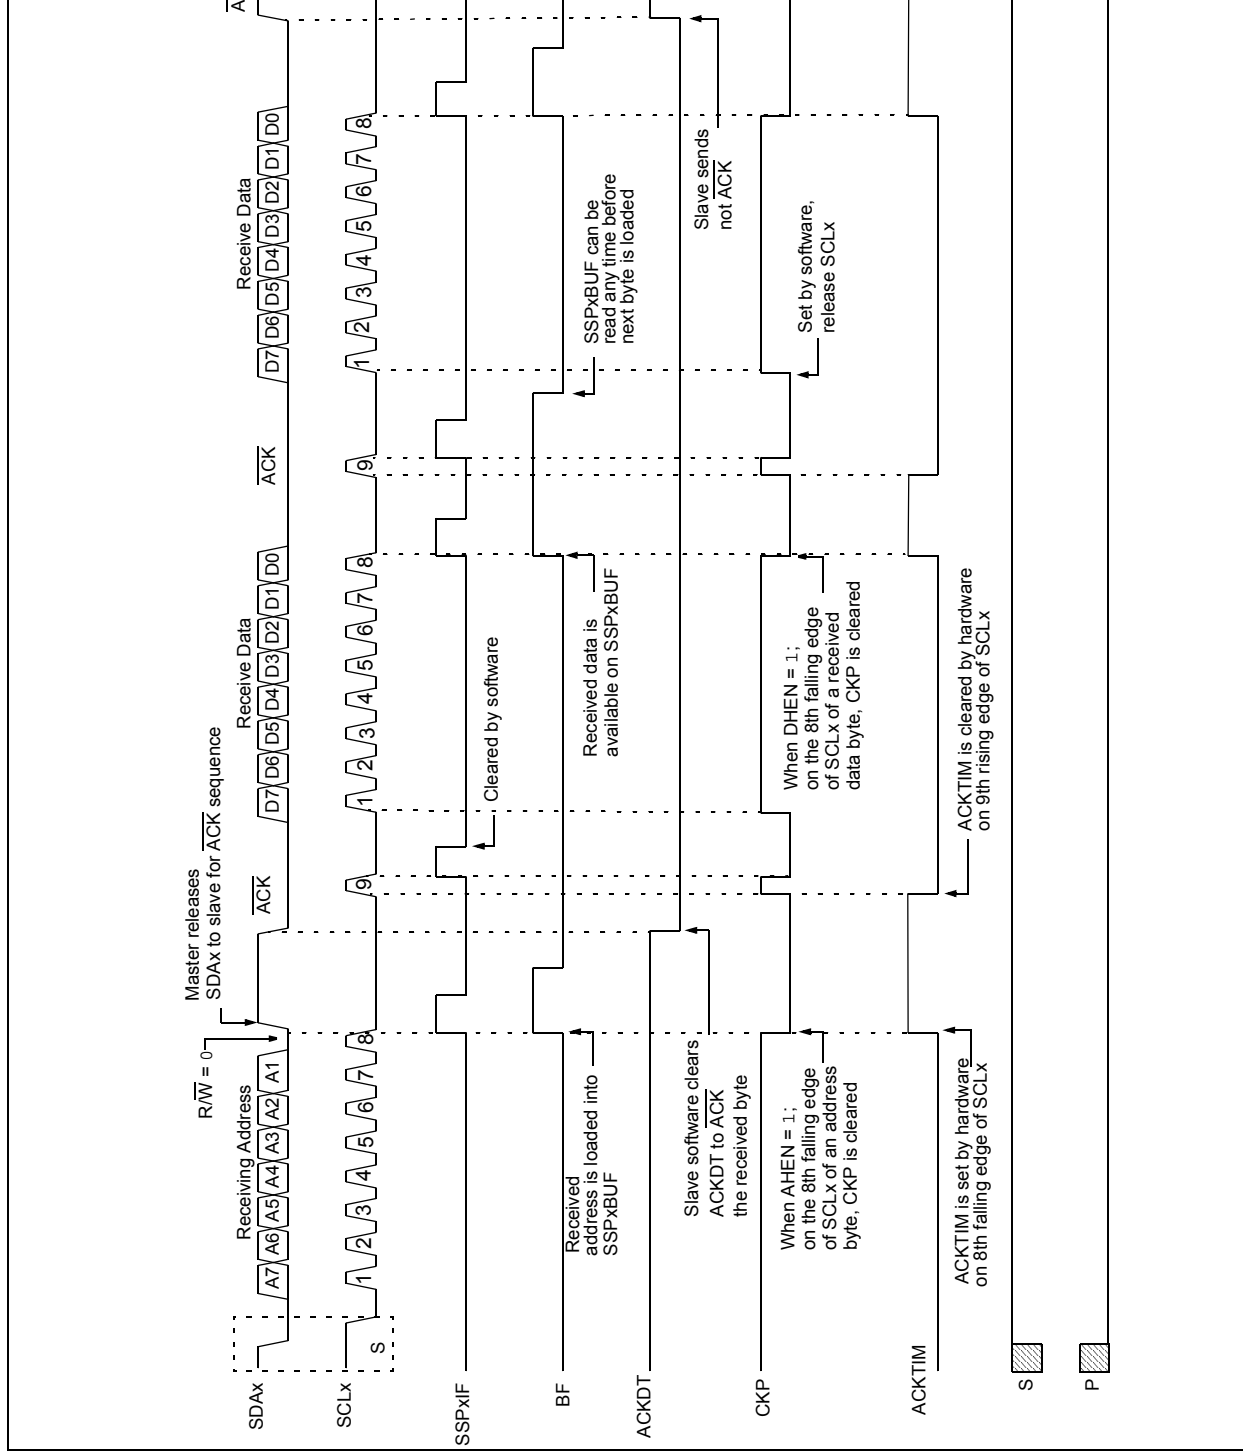 Master releases
SDAx to slave for ACK sequence
R/W = 0
Receiving Address
Receive Data
Receive Data
SDAx
A7 A6 A5 A4 A3 A2 A1
ACK
D7 D6 D5 D4 D3 D2 D1 D0
ACK
D7 D6 D5 D4 D3 D2 D1 D0
A
SCLx
S
1 2 3 4 5 6 7 8
9
1 2 3 4 5 6 7 8
9
1 2 3 4 5 6 7 8
SSPxIF
Cleared by software
BF
Received
address is loaded into
SSPxBUF
Received data is
available on SSPxBUF
SSPxBUF can be
read any time before
next byte is loaded
ACKDT
Slave software clears
ACKDT to ACK
the received byte
Slave sends
not ACK
CKP
When AHEN = 1;
on the 8th falling edge
of SCLx of an address
byte, CKP is cleared
When DHEN = 1;
on the 8th falling edge
of SCLx of a received
data byte, CKP is cleared
Set by software,
release SCLx
ACKTIM
ACKTIM is set by hardware
on 8th falling edge of SCLx
ACKTIM is cleared by hardware
on 9th rising edge of SCLx
S
P